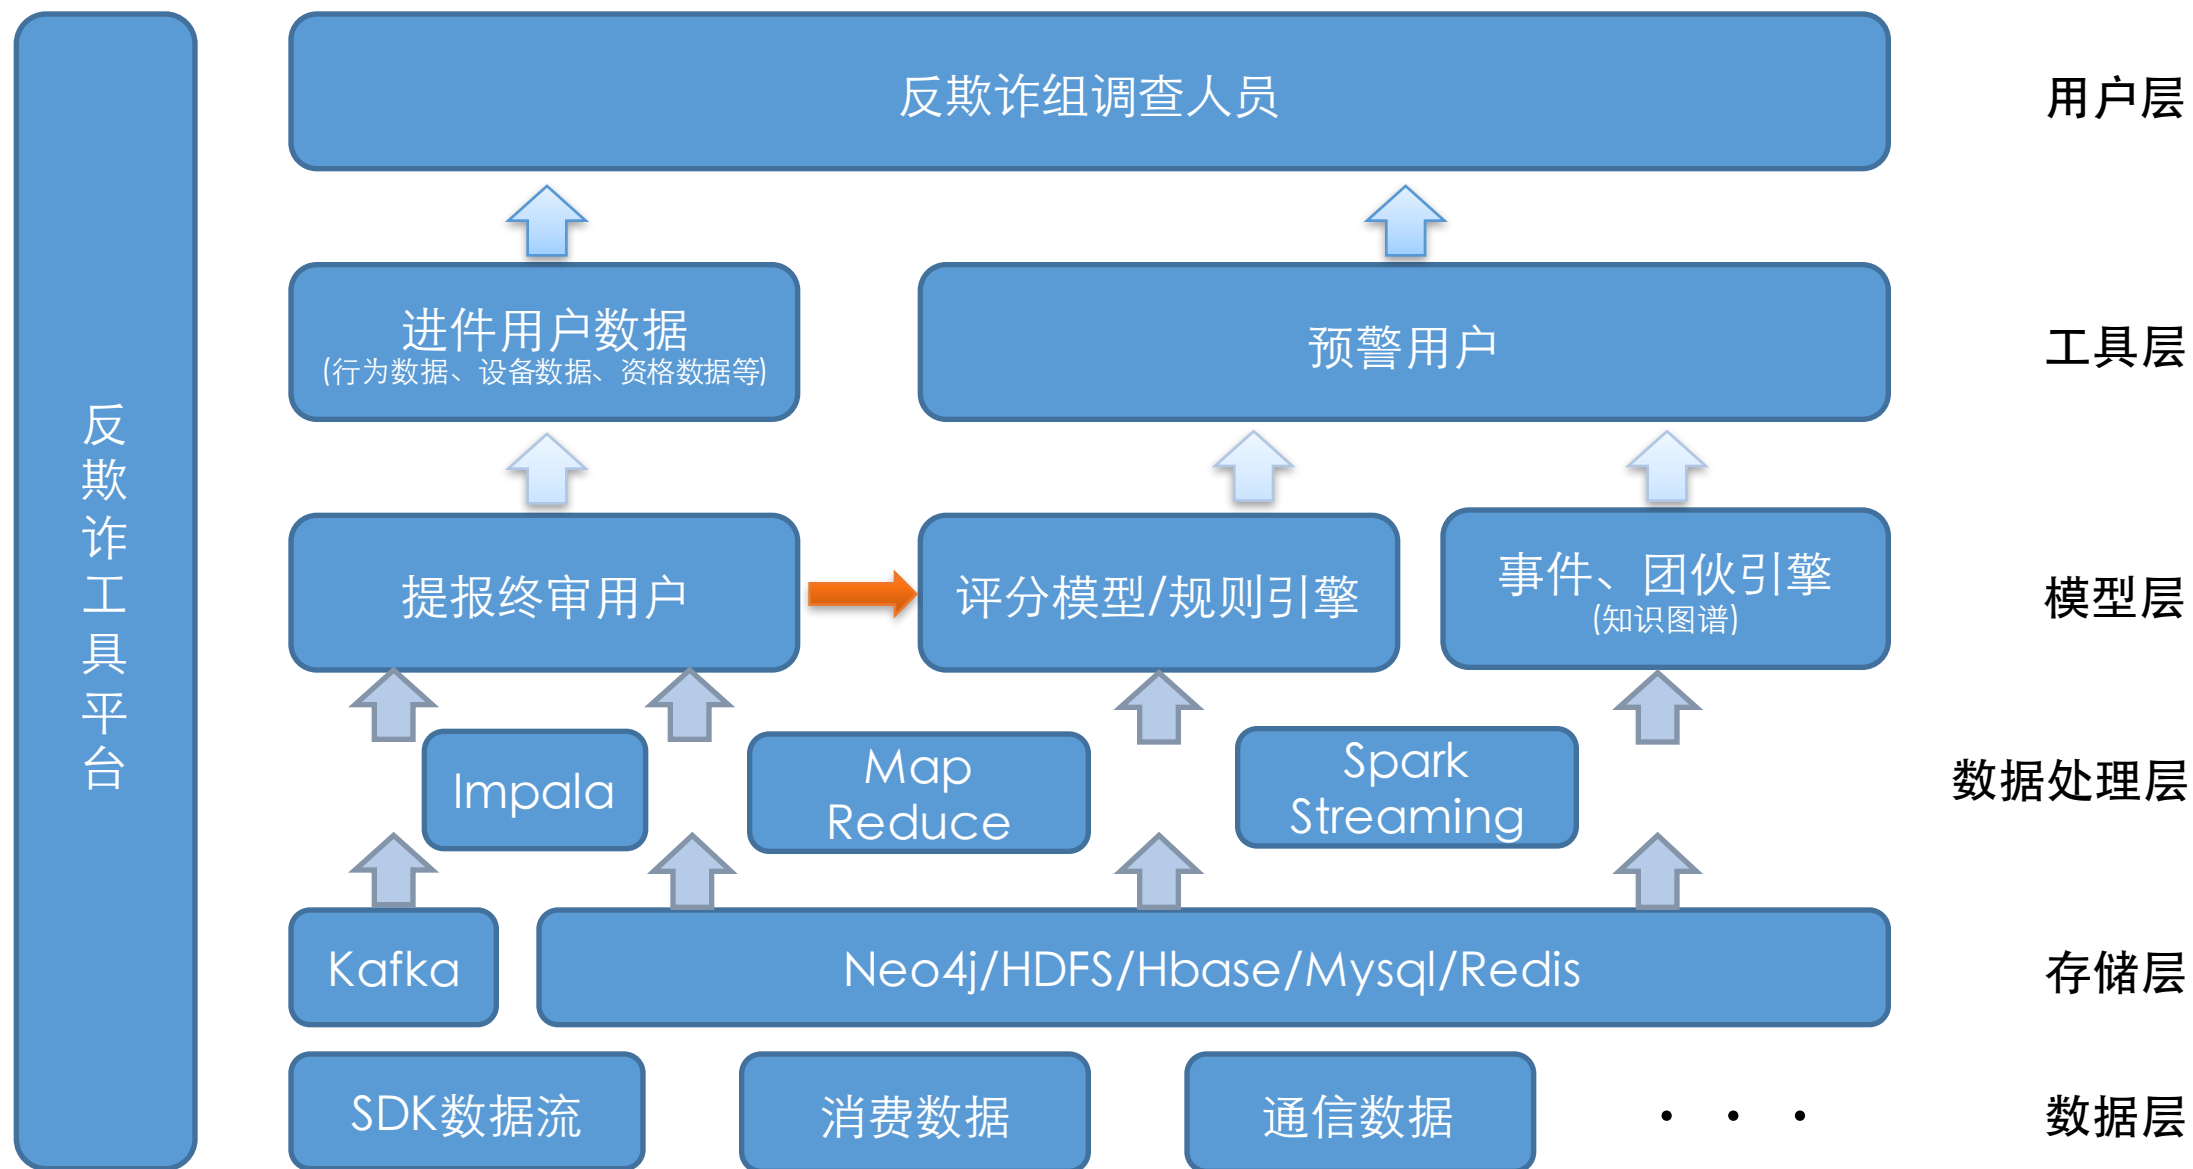 反欺诈工具平台
反欺诈组调查人员
用户层
进件用户数据
(行为数据、设备数据、资格数据等)
预警用户
工具层
提报终审用户
评分模型/规则引擎
事件、团伙引擎
(知识图谱)
模型层
Impala
Map
Reduce
Spark
Streaming
数据处理层
Kafka
Neo4j/HDFS/Hbase/Mysql/Redis
存储层
SDK数据流
消费数据
通信数据
· · ·
数据层